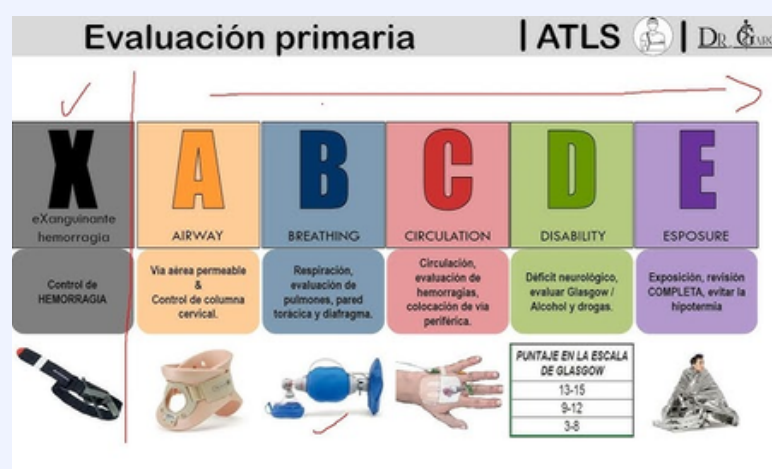 Evaluación primaria
| ATLS | DR.
X
eXanguinante
hemorragia
A
AIRWAY
B
BREATHING
C
CIRCULATION
D
DISABILITY
E
ESPOSURE
Control de
HEMORRAGIA
Vía aérea permeable
&
Control de columna
cervical.
Respiración,
evaluación de
pulmones, pared
torácica y diafragma.
Circulación,
evaluación de
hemorragias,
colocación de vía
periférica.
Déficit neurológico,
evaluar Glasgow /
Alcohol y drogas.
Exposición, revisión
COMPLETA, evitar la
hipotermia
PUNTAJE EN LA ESCALA
DE GLASGOW
13-15
9-12
3-8